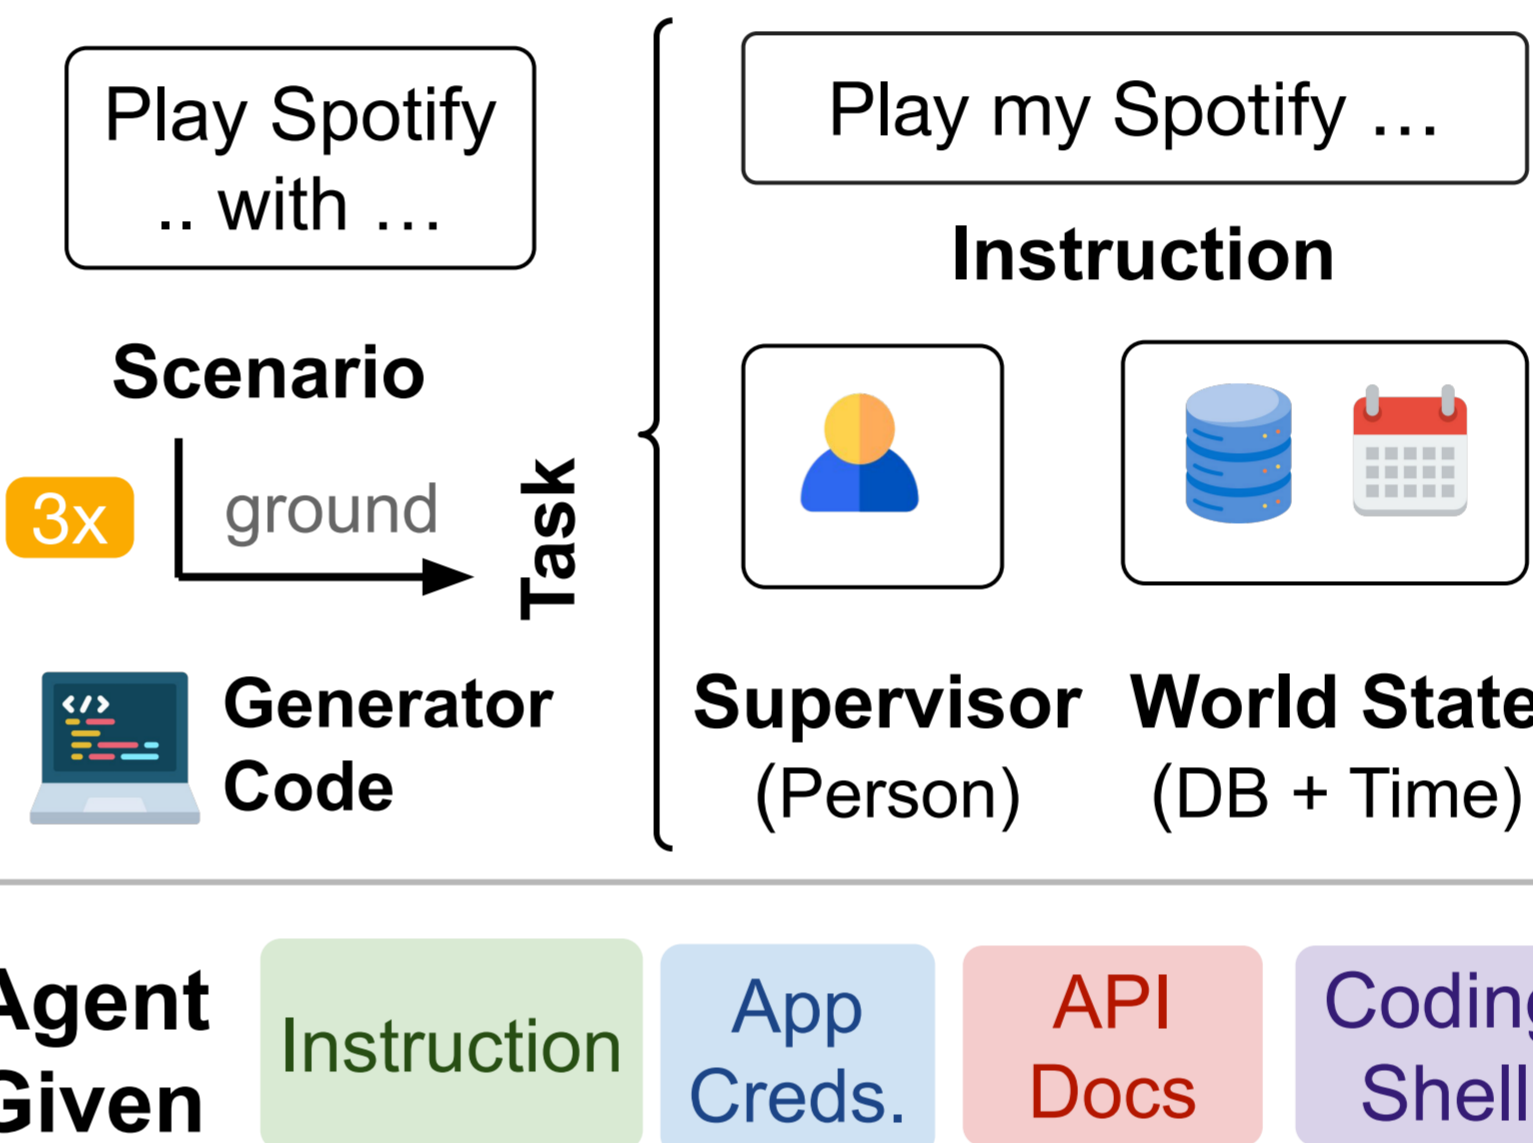 Play Spotify
.. with …
Scenario
3x
ground
Generator
Code
Task
Play my Spotify …
Instruction
Supervisor
(Person)
World State
(DB + Time)
Agent
Given
Instruction
App
Creds.
API
Docs
Coding
Shell